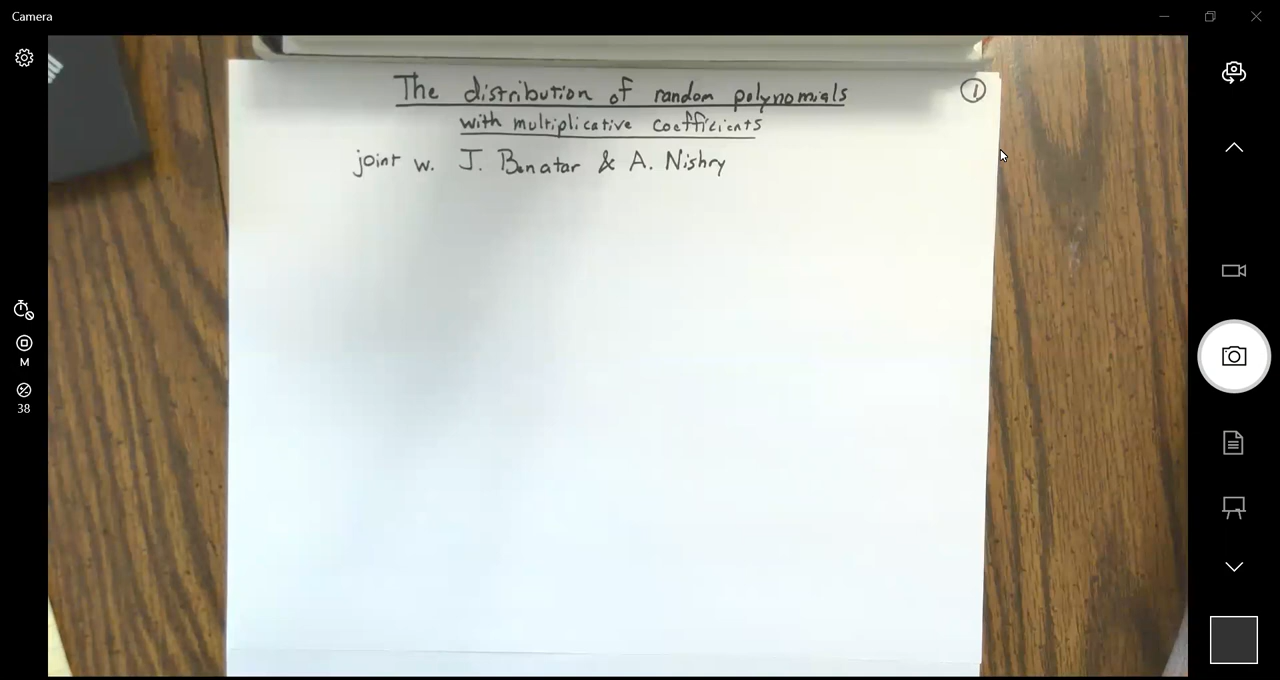 Camera
The distribution of random polynomials
①
with multiplicative coefficients
joint w. J. Benatar & A. Nishry
M
38